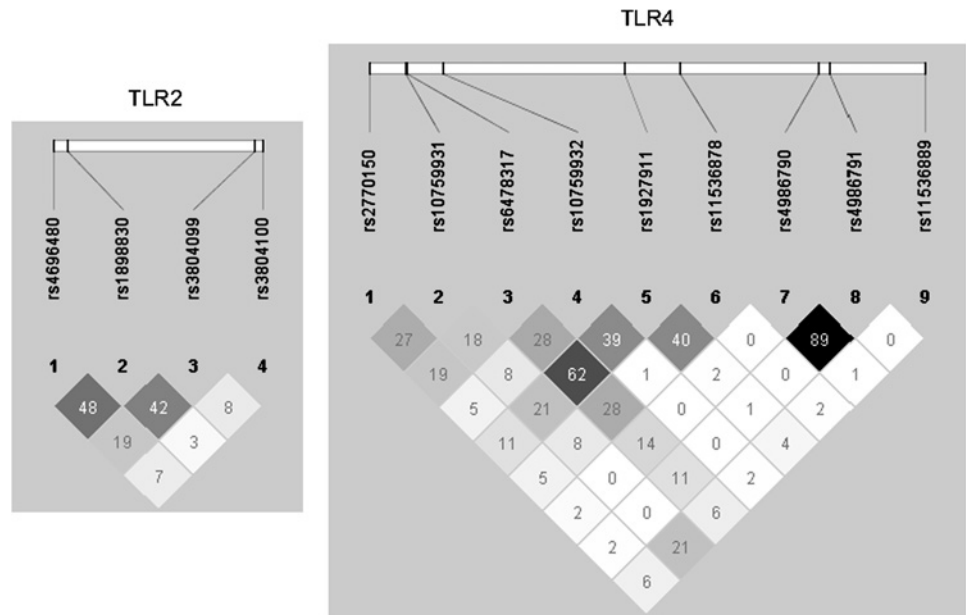 TLR2
rs4696480
rs1898830
rs3804099
rs3804100
1 2 3 4
48 42 8
19 3
7
TLR4
rs2770150
rs10759931
rs6478317
rs10759932
rs1927911
rs11536878
rs4986790
rs4986791
rs11536889
1 2 3 4 5 6 7 8 9
27 18 28 39 40 0 89 0
19 8 62 1 2 0 1
5 21 28 0 1 2
11 8 14 0 4
5 0 11 2
2 0 6
2 21
6